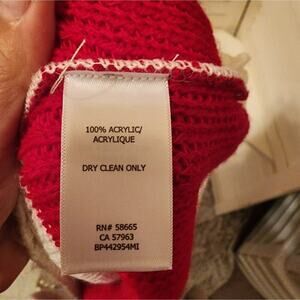 100% ACRYLIC/
ACRYLIQUE
DRY CLEAN ONLY
RN# 58665
CA 57963
BP442954MI